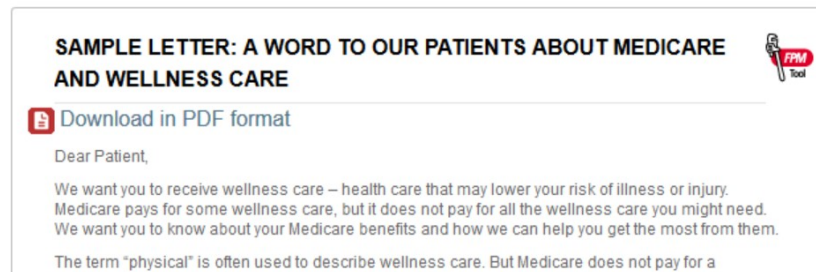 SAMPLE LETTER: A WORD TO OUR PATIENTS ABOUT MEDICARE
AND WELLNESS CARE
FPM
Tool
Download in PDF format
Dear Patient,
We want you to receive wellness care – health care that may lower your risk of illness or injury.
Medicare pays for some wellness care, but it does not pay for all the wellness care you might need.
We want you to know about your Medicare benefits and how we can help you get the most from them.
The term “physical” is often used to describe wellness care. But Medicare does not pay for a